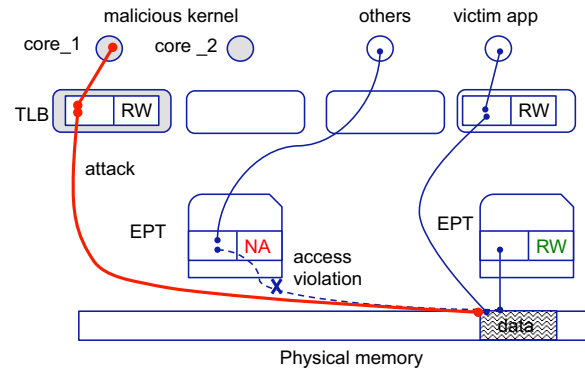 malicious kernel
others
victim app
core_1
core _2
TLB
RW
RW
attack
EPT
NA
EPT
RW
access
violation
data
Physical memory